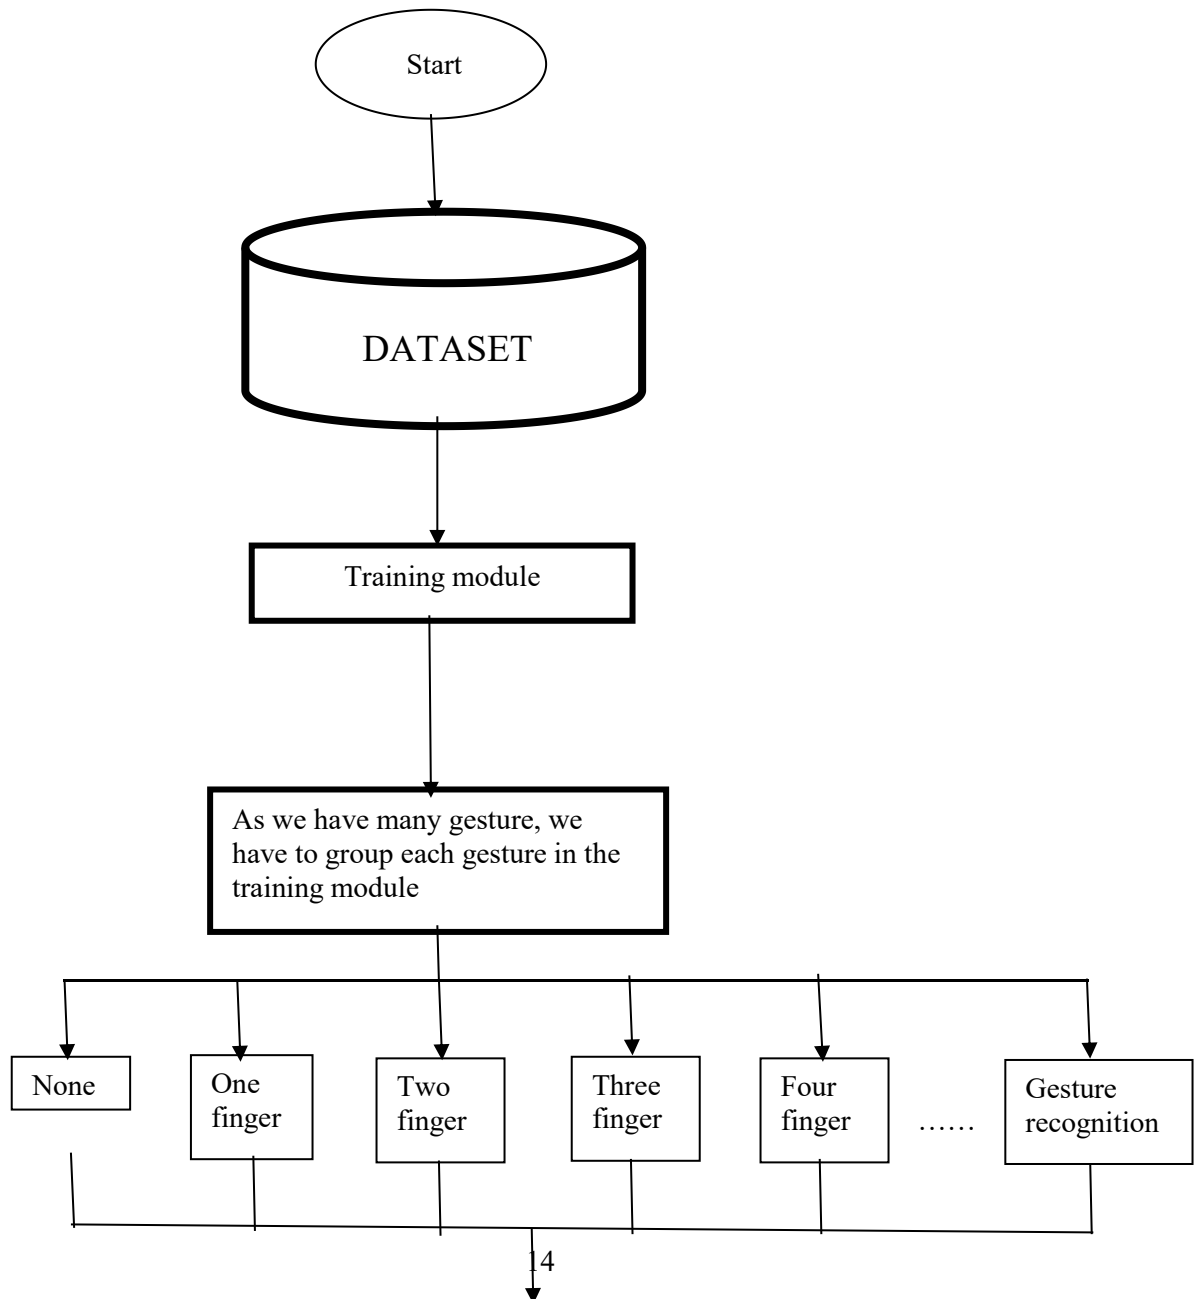 Start
DATASET
Training module
As we have many gesture, we
have to group each gesture in the
training module
None
One
finger
Two
finger
Three
finger
Four
finger
……
Gesture
recognition
14